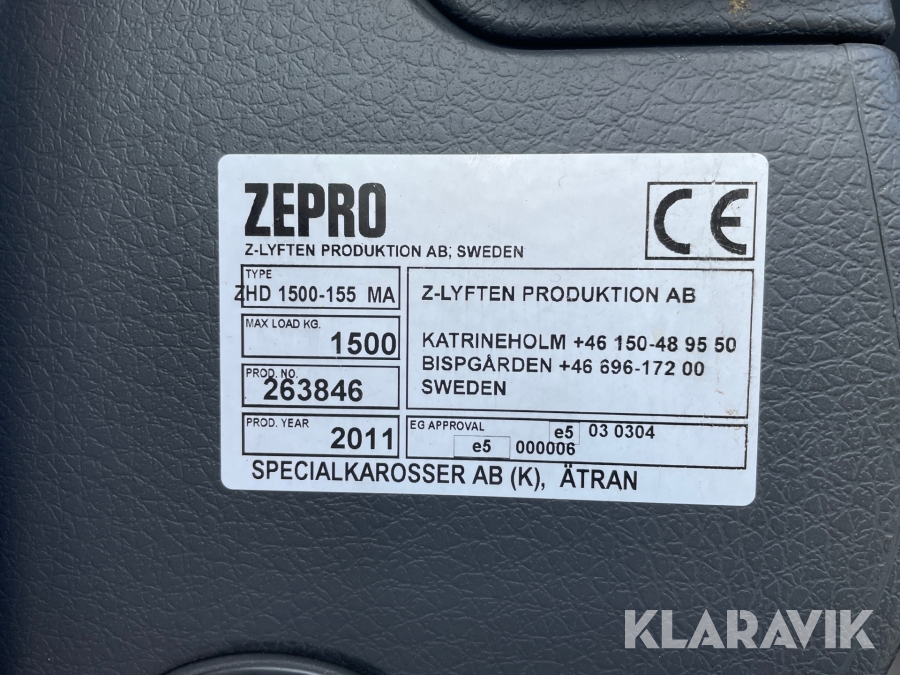 ZEPRO
CE
Z-LYFTEN PRODUKTION AB; SWEDEN
TYPE
ZHD 1500-155 MA
MAX LOAD KG.
1500
PROD. NO.
263846
PROD. YEAR
2011
Z-LYFTEN PRODUKTION AB
KATRINEHOLM +46 150-48 95 50
BISPGÅRDEN +46 696-172 00
SWEDEN
EG APPROVAL
e5 03 0304
e5 000006
SPECIALKAROSSER AB (K), ÄTRAN
KLARAVIK